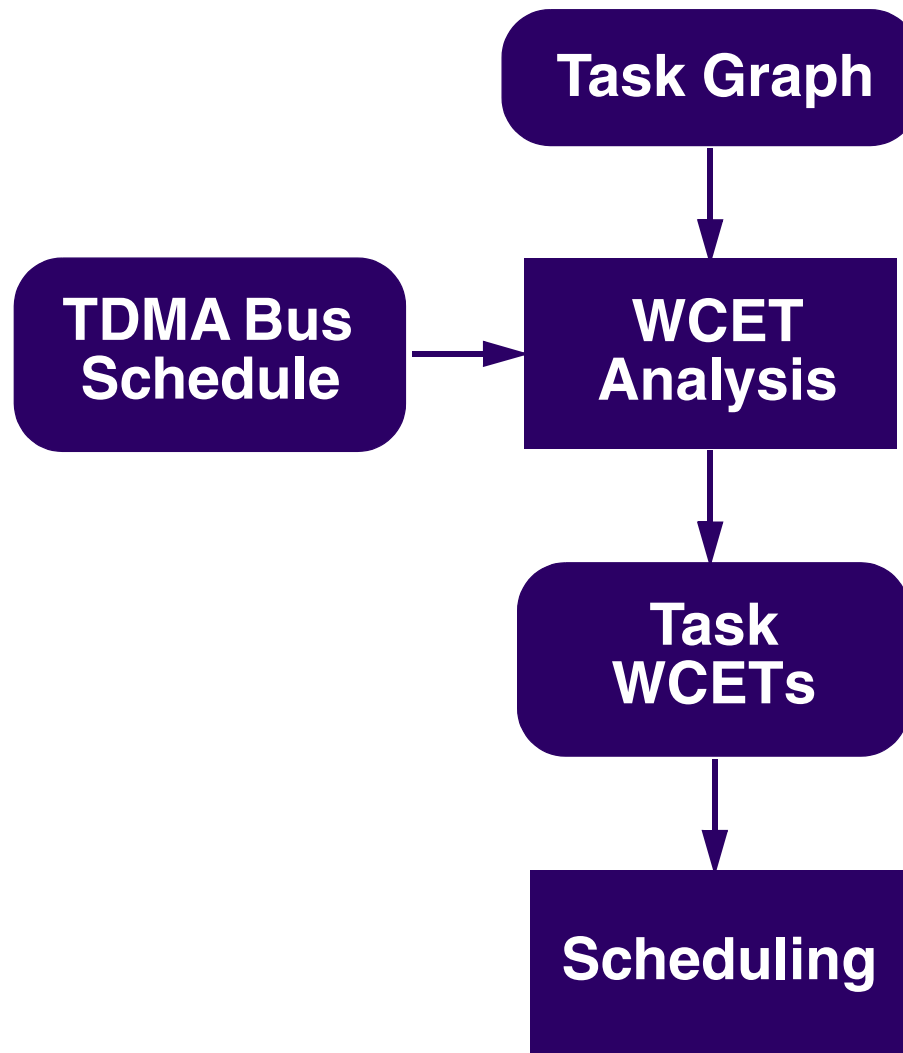 Task Graph
TDMA Bus
Schedule
WCET
Analysis
Task
WCETs
Scheduling